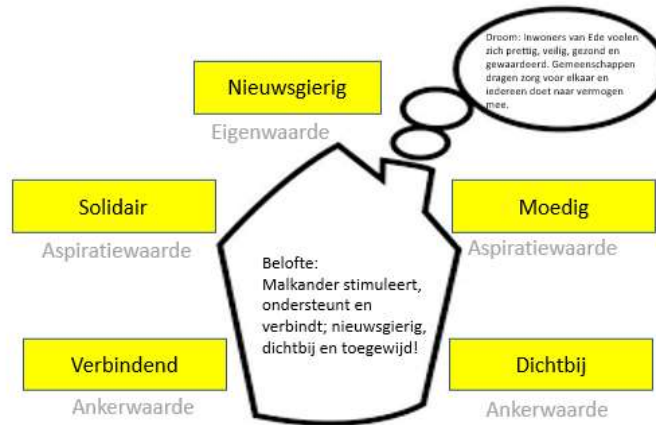 Droom: Inwoners van Ede voelen
zich prettig, veilig, gezond en
gewaardeerd. Gemeenschappen
dragen zorg voor elkaar en
iedereen doet naar vermogen
mee.
Nieuwsgierig
Eigenwaarde
Solidair
Aspiratiewaarde
Moedig
Aspiratiewaarde
Belofte:
Malkander stimuleert,
ondersteunt en
verbindt; nieuwsgierig,
dichtbij en toegewijd!
Verbindend
Ankerwaarde
Dichtbij
Ankerwaarde